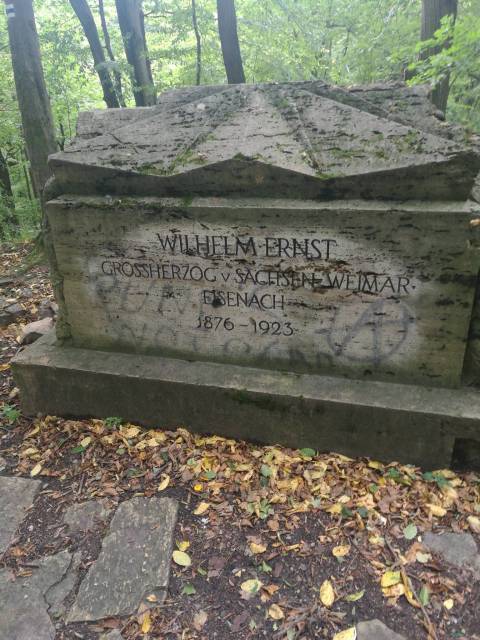 WILHELM ERNST
GROSSHERZOG v SACHSEN-WEIMAR-
EISENACH
1876-1923